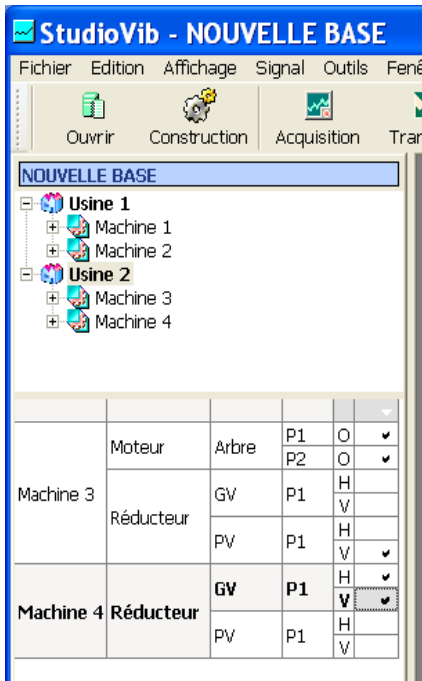 StudioVib - NOUVELLE BASE
Fichier Edition Affichage Signal Outils Fenê
Ouvrir Construction Acquisition Tran
NOUVELLE BASE
Usine 1
Machine 1
Machine 2
Usine 2
Machine 3
Machine 4
Machine 3 Moteur Arbre P1 O
P2 O
Réducteur GV P1 H
V
PV P1 H
V
Machine 4 Réducteur GV P1 H
V
PV P1 H
V